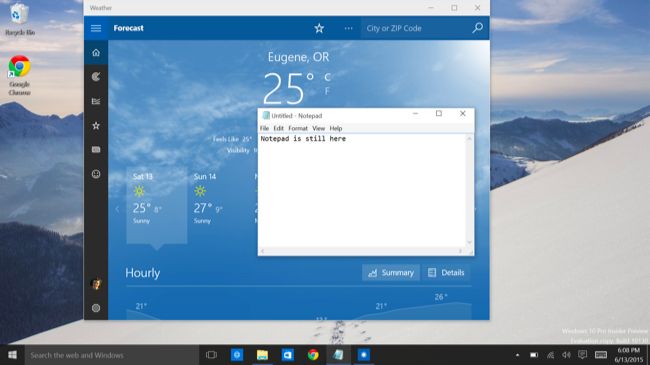 Recycle Bin
Google
Chrome
Weather
Forecast
City or ZIP Code
Eugene, OR
25°
C
F
Feels Like 25°
Visibility
Sat 13
25° 8°
Sunny
Sun 14
27° 9°
Sunny
Hourly
Summary
Details
21°
21°
26°
Untitled - Notepad
File Edit Format View Help
Notepad is still here
Windows 10 Pro Insider Preview
Evaluation copy. Build 10130
Search the web and Windows
6:08 PM
6/13/2015